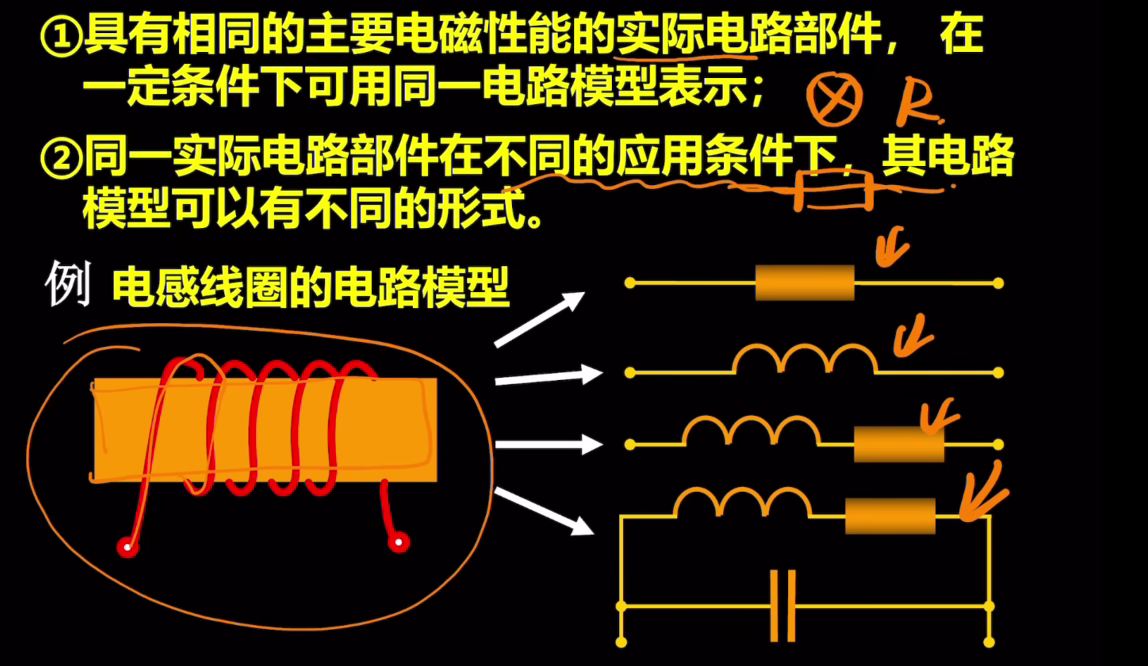 ①具有相同的主要电磁性能的实际电路部件， 在
一定条件下可用同一电路模型表示；
R.
②同一实际电路部件在不同的应用条件下，其电路
模型可以有不同的形式。
例 电感线圈的电路模型